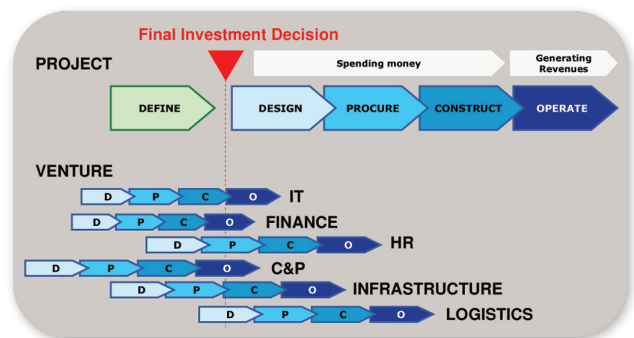 Final Investment Decision
PROJECT
Spending money
Generating
Revenues
DEFINE
DESIGN
PROCURE
CONSTRUCT
OPERATE
VENTURE
D P C O IT
D P C O FINANCE
D P C O HR
D P C O C&P
D P C O INFRASTRUCTURE
D P C O LOGISTICS